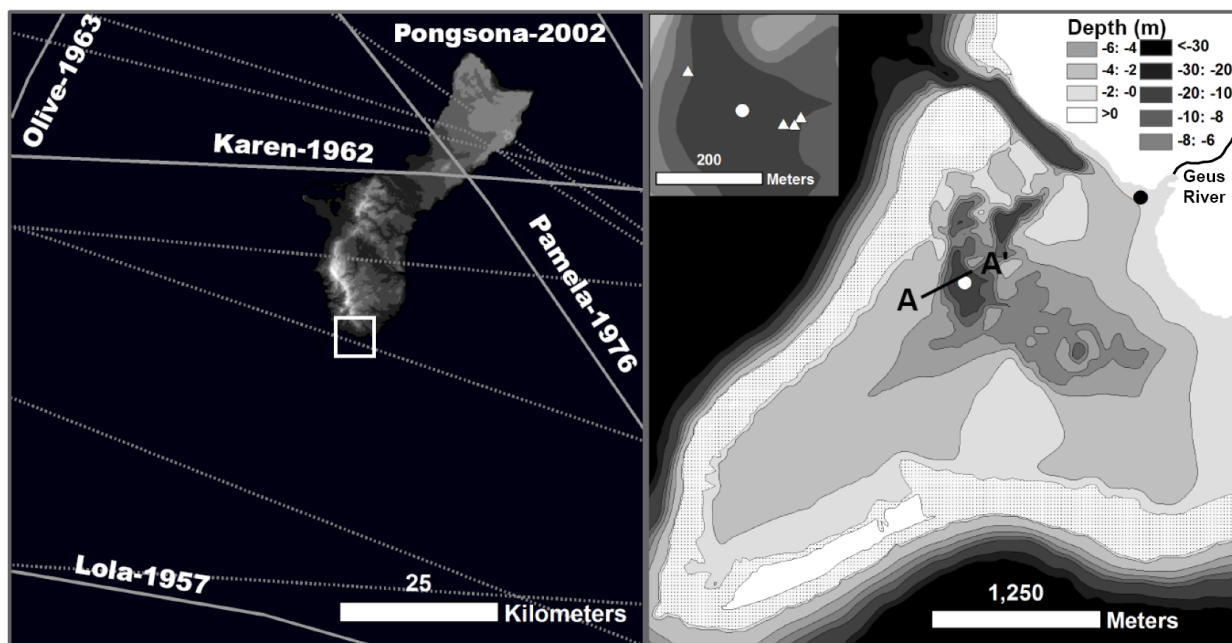 Olive-1963
Pongsona-2002
Karen-1962
Pamela-1976
Lola-1957
25
Kilometers
200
Meters
Depth (m)
-6: -4
-4: -2
-2: -0
>0
<-30
-30: -20
-20: -10
-10: -8
-8: -6
Geus
River
A
A'
1,250
Meters